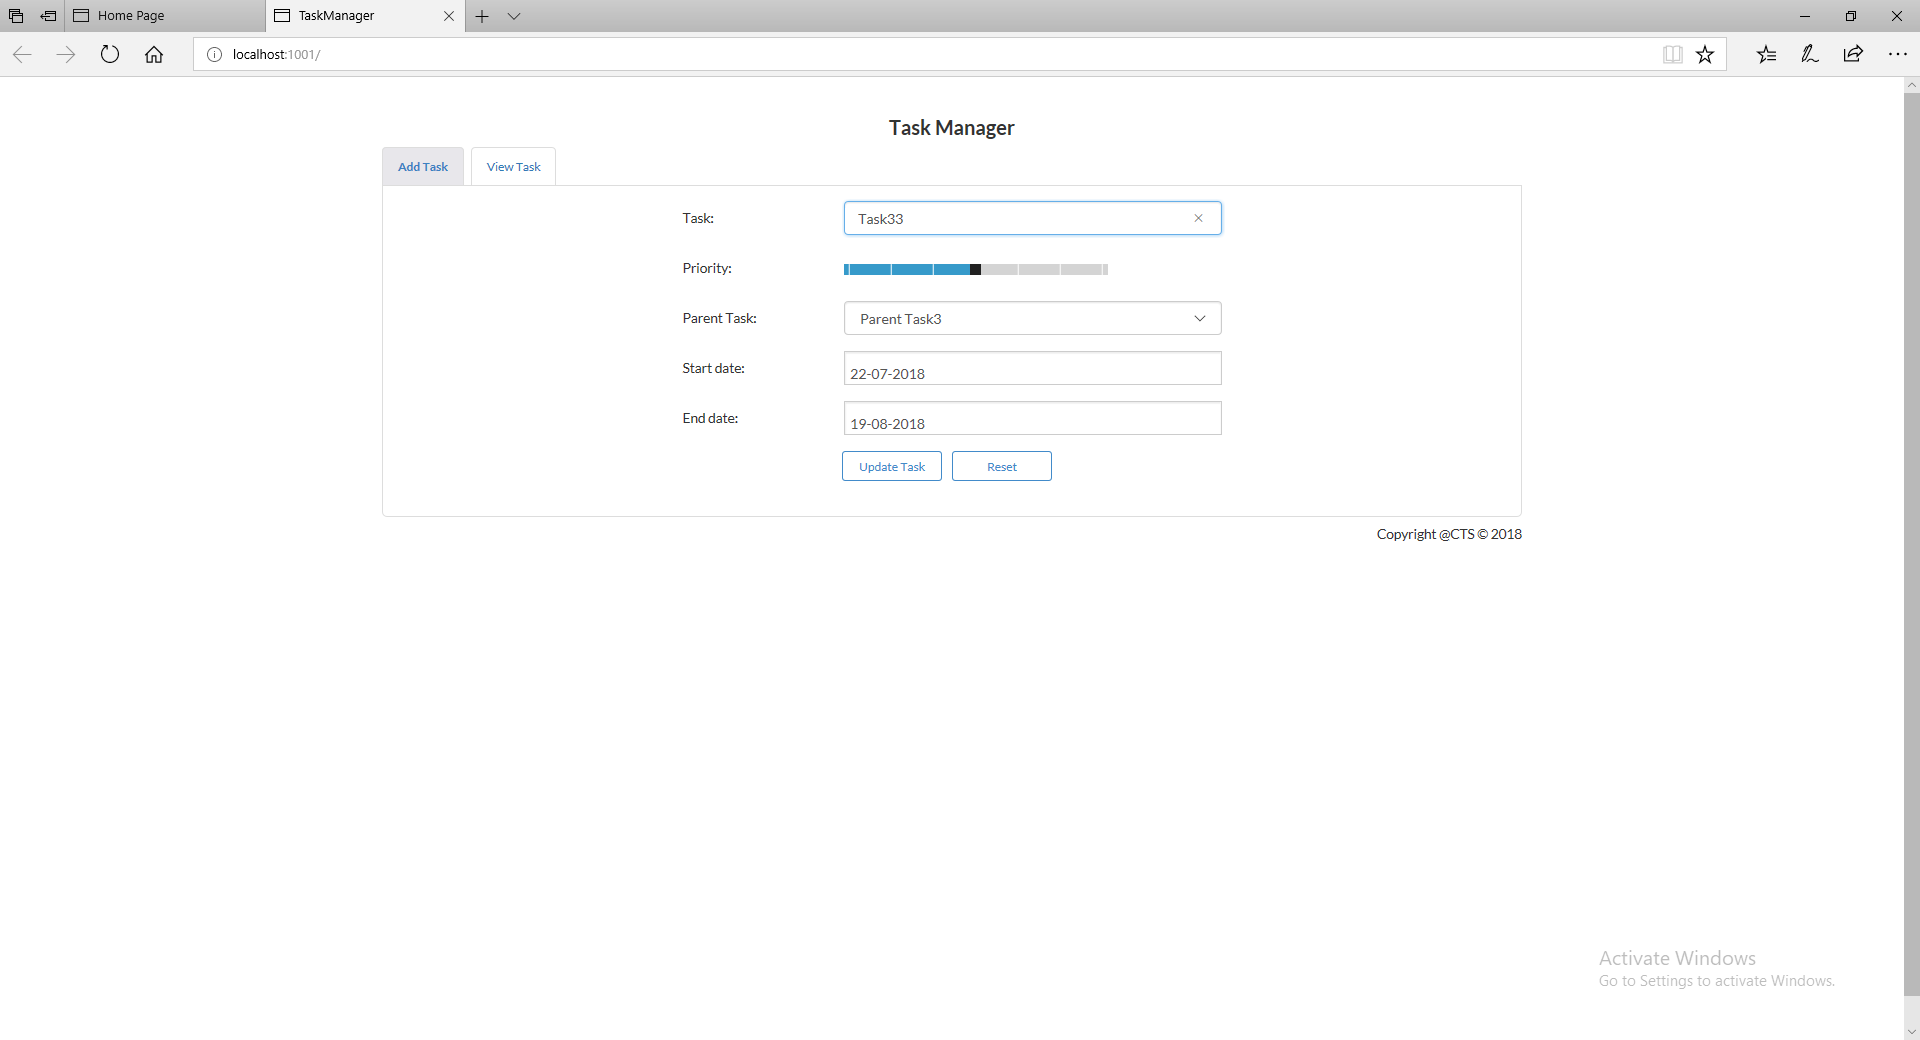 Home Page
TaskManager
localhost:1001/
Task Manager
Add Task
View Task
Task:
Task33
Priority:
Parent Task:
Parent Task3
Start date:
22-07-2018
End date:
19-08-2018
Update Task
Reset
Copyright @CTS © 2018
Activate Windows
Go to Settings to activate Windows.